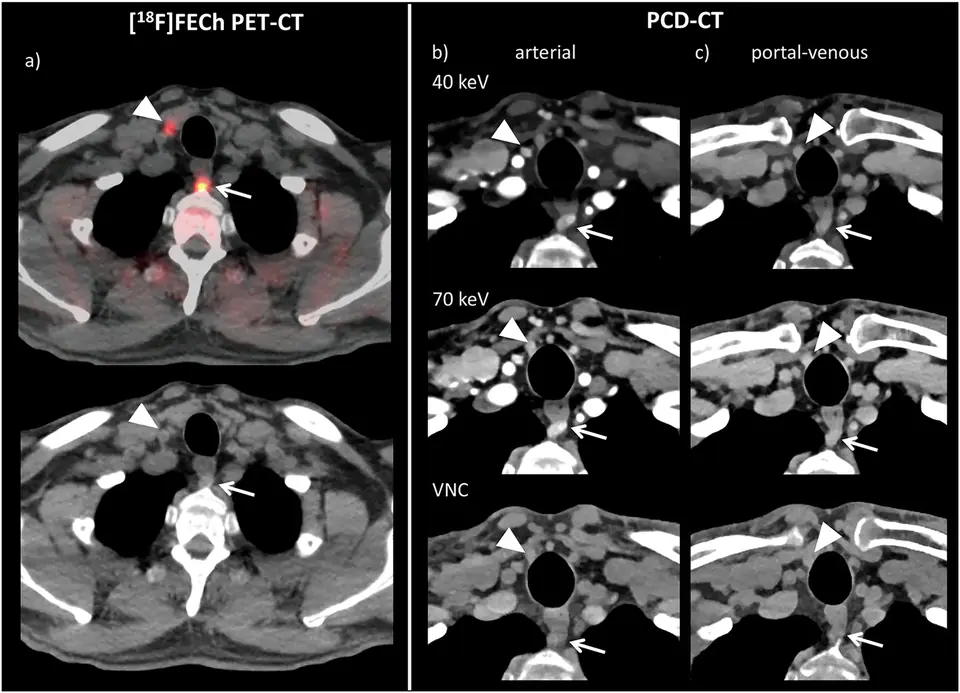 [¹⁸F]FECh PET-CT
PCD-CT
a)
b) arterial
c) portal-venous
40 keV
70 keV
VNC